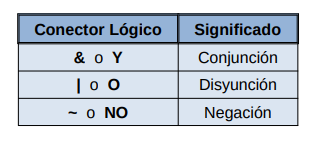 Conector Lógico Significado
& o Y Conjunción
| o O Disyunción
~ o NO Negación